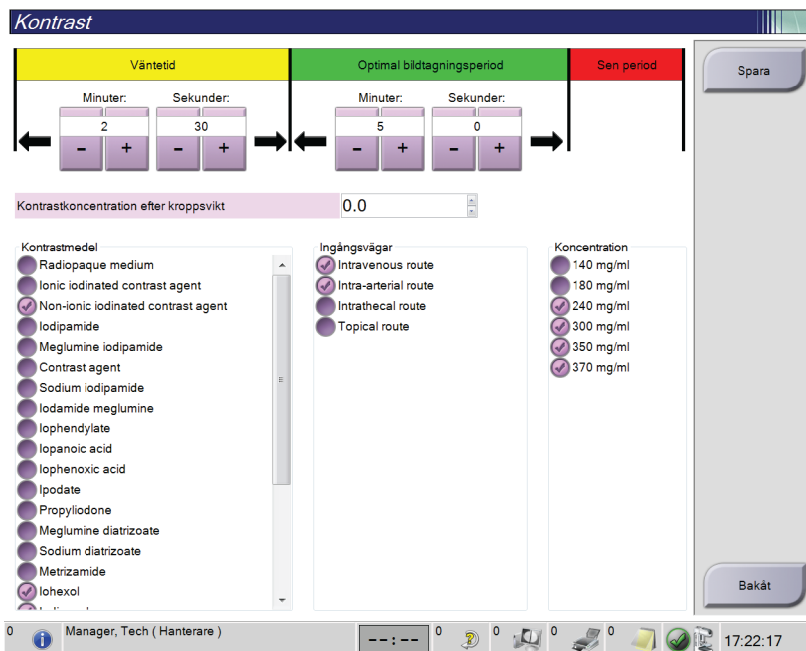 Kontrast
Väntetid
Optimal bildtagningsperiod
Sen period
Minuter: Sekunder:
2 30
- + - +
Minuter: Sekunder:
5 0
- + - +
Kontrastkoncentration efter kroppsvikt 0.0
Kontrastmedel
Radiopaque medium
Ionic iodinated contrast agent
Non-ionic iodinated contrast agent
Iodipamide
Meglumine iodipamide
Contrast agent
Sodium iodipamide
Iodamide meglumine
Iophendylate
Iopanoic acid
Iophenoxic acid
Ipodate
Propyliodone
Meglumine diatrizoate
Sodium diatrizoate
Metrizamide
Iohexol
Ingångsvägar
Intravenous route
Intra-arterial route
Intrathecal route
Topical route
Koncentration
140 mg/ml
180 mg/ml
240 mg/ml
300 mg/ml
350 mg/ml
370 mg/ml
Spara
Bakåt
0 Manager, Tech ( Hanterare ) --:-- 0 0 0 0 17:22:17